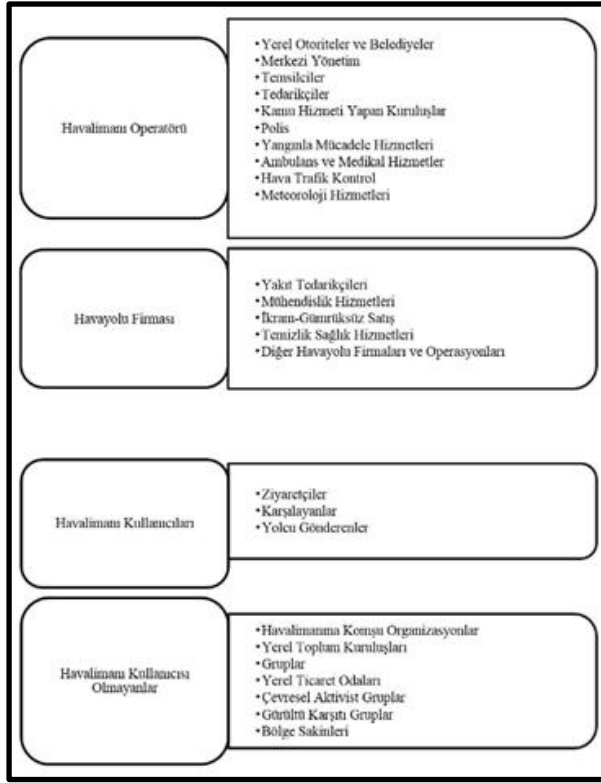 Havalimanı Operatörü
•Yerel Otoriteler ve Belediyeler
•Merkezi Yönetim
•Temsilciler
•Tedarikçiler
•Kamu Hizmeti Yapan Kuruluşlar
•Polis
•Yangınla Mücadele Hizmetleri
•Ambulans ve Medikal Hizmetler
•Hava Trafik Kontrol
•Meteoroloji Hizmetleri
Havayolu Firması
•Yakıt Tedarikçileri
•Mühendislik Hizmetleri
•İkram-Gümrüksüz Satış
•Temizlik Sağlık Hizmetleri
•Diğer Havayolu Firmaları ve Operasyonları
Havalimanı Kullanıcıları
•Ziyaretçiler
•Karşılayanlar
•Yolcu Gönderenler
Havalimanı Kullanıcısı
Olmayanlar
•Havalimanına Komşu Organizasyonlar
•Yerel Toplum Kuruluşları
•Gruplar
•Yerel Ticaret Odaları
•Çevresel Aktivist Gruplar
•Gürültü Karşıtı Gruplar
•Bölge Sakinleri